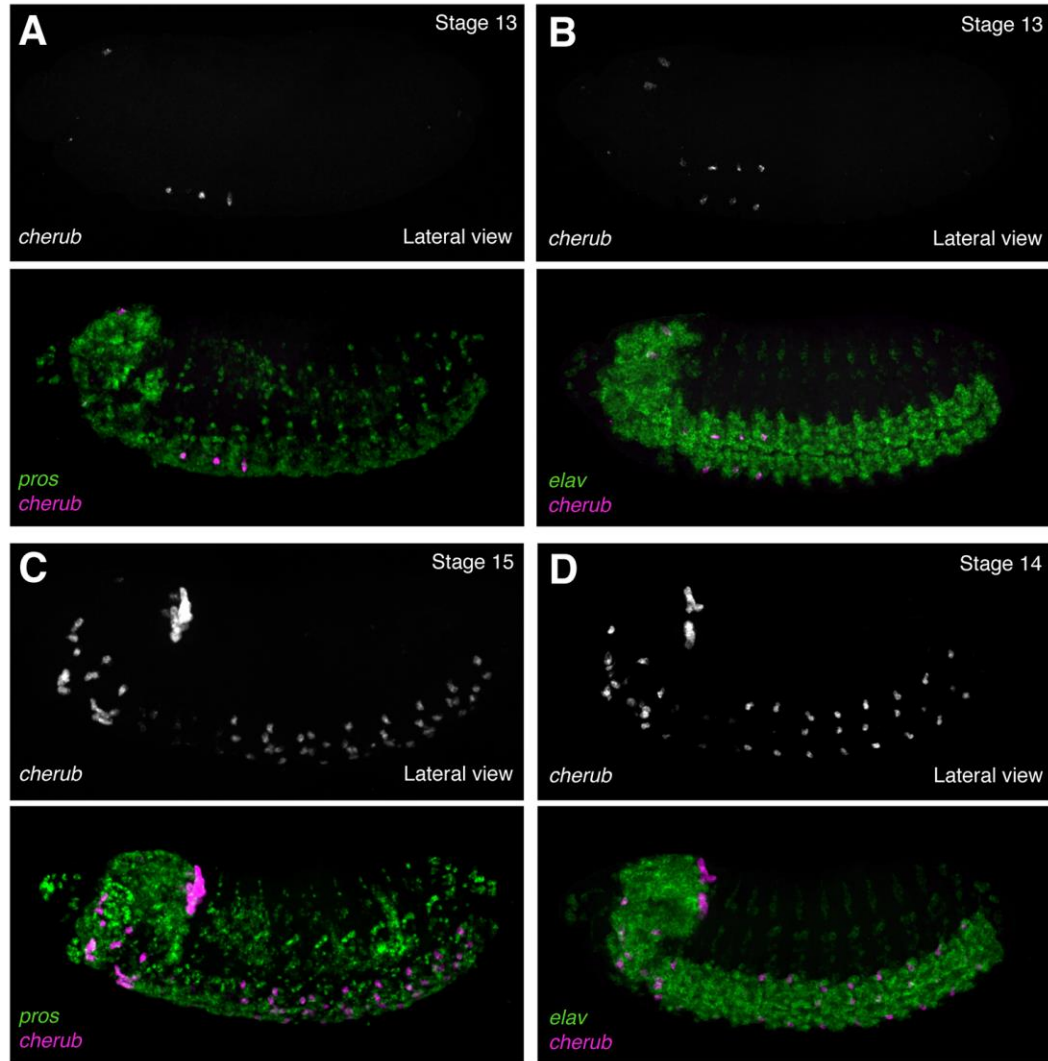 A
Stage 13
cherub
Lateral view
pros
cherub
B
Stage 13
cherub
Lateral view
elav
cherub
C
Stage 15
cherub
Lateral view
pros
cherub
D
Stage 14
cherub
Lateral view
elav
cherub